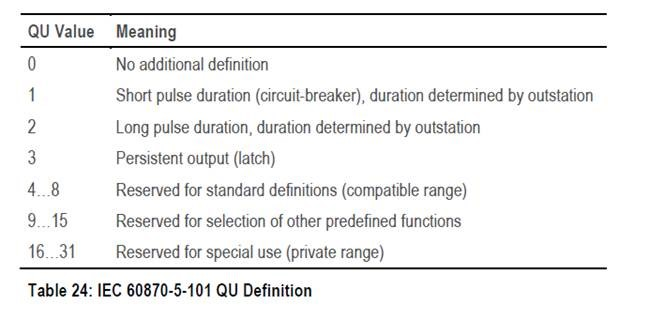 QU Value Meaning
0 No additional definition
1 Short pulse duration (circuit-breaker), duration determined by outstation
2 Long pulse duration, duration determined by outstation
3 Persistent output (latch)
4…8 Reserved for standard definitions (compatible range)
9…15 Reserved for selection of other predefined functions
16…31 Reserved for special use (private range)
Table 24: IEC 60870-5-101 QU Definition